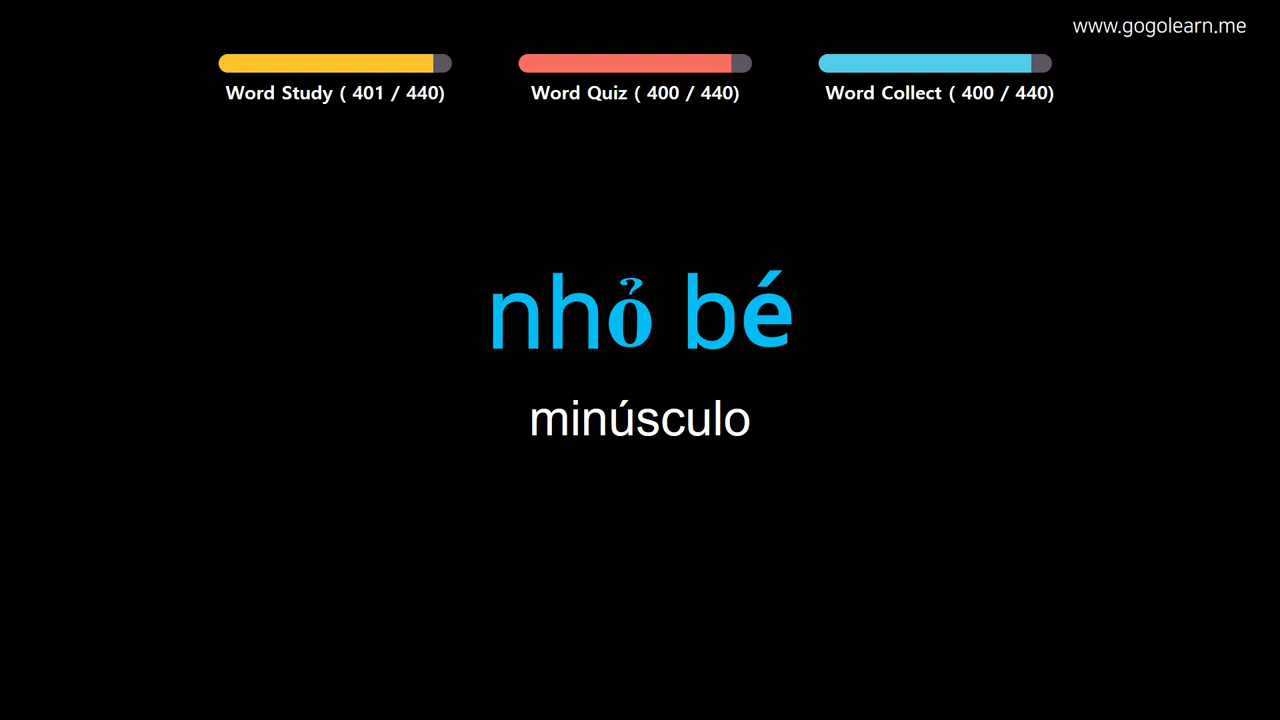 www.gogolearn.me
Word Study ( 401 / 440)
Word Quiz ( 400 / 440)
Word Collect ( 400 / 440)
nhỏ bé
minúsculo